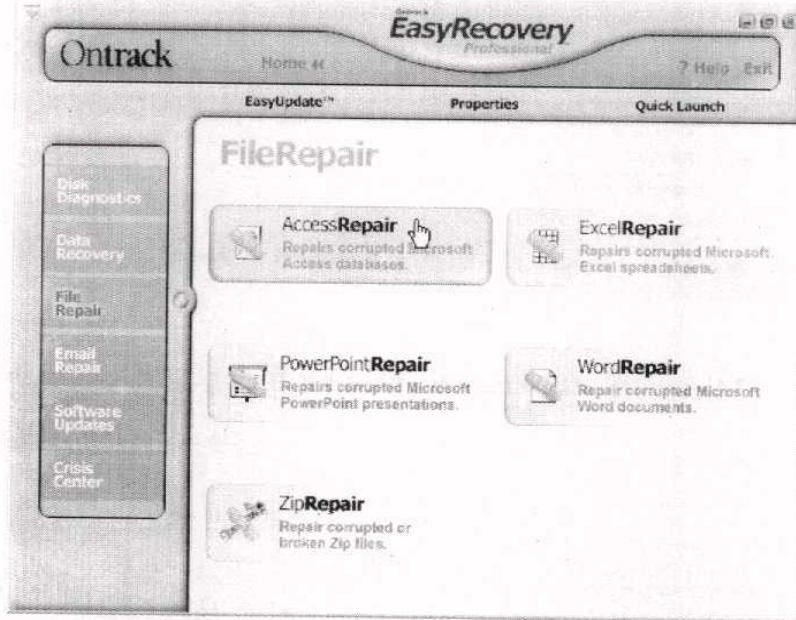 Ontrack
Ontrack's
EasyRecovery
Professional
Home
? Help Exit
EasyUpdate™ Properties Quick Launch
Disk
Diagnostics
Data
Recovery
File
Repair
Email
Repair
Software
Updates
Crisis
Center
FileRepair
AccessRepair
Repairs corrupted Microsoft
Access databases.
ExcelRepair
Repairs corrupted Microsoft
Excel spreadsheets.
PowerPointRepair
Repairs corrupted Microsoft
PowerPoint presentations.
WordRepair
Repair corrupted Microsoft
Word documents.
ZipRepair
Repair corrupted or
broken Zip files.